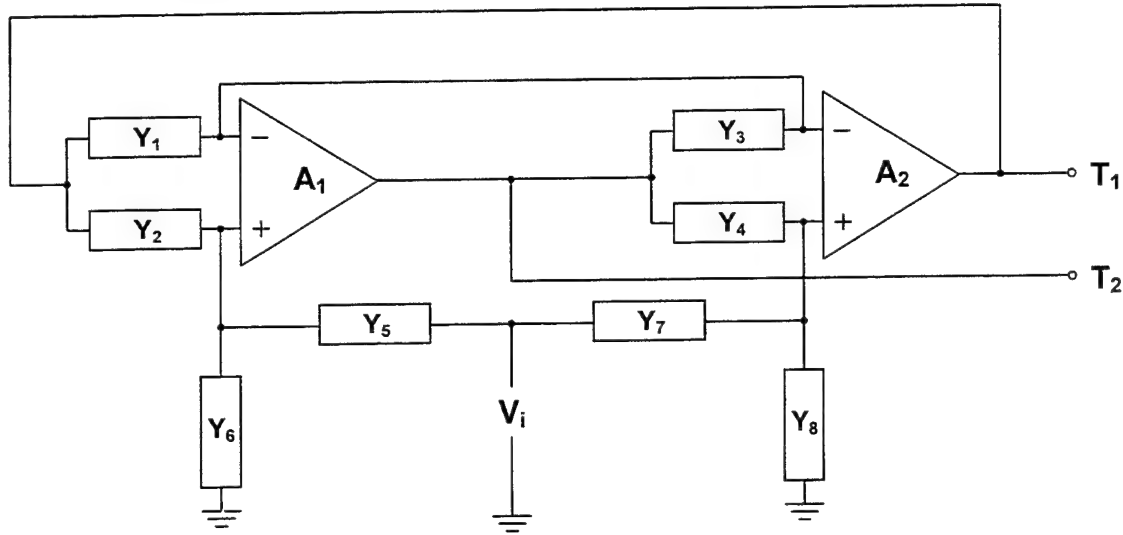 Y₁
−
A₁
Y₂
+
Y₃
−
A₂
T₁
Y₄
+
T₂
Y₅
Y₇
Y₆
Vᵢ
Y₈